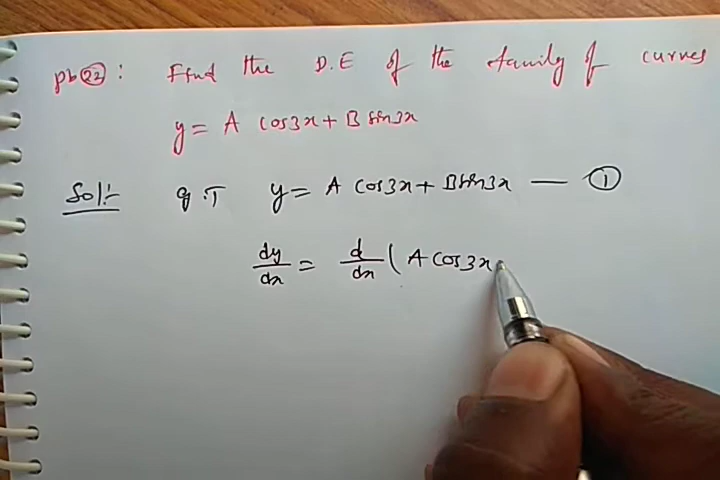 pb 22 : Find the D.E of the family of curves
y = A cos3x + B sin3x
Sol:- g.T y = A cos3x + B sin3x — ①
dy/dx = d/dx ( A cos3x